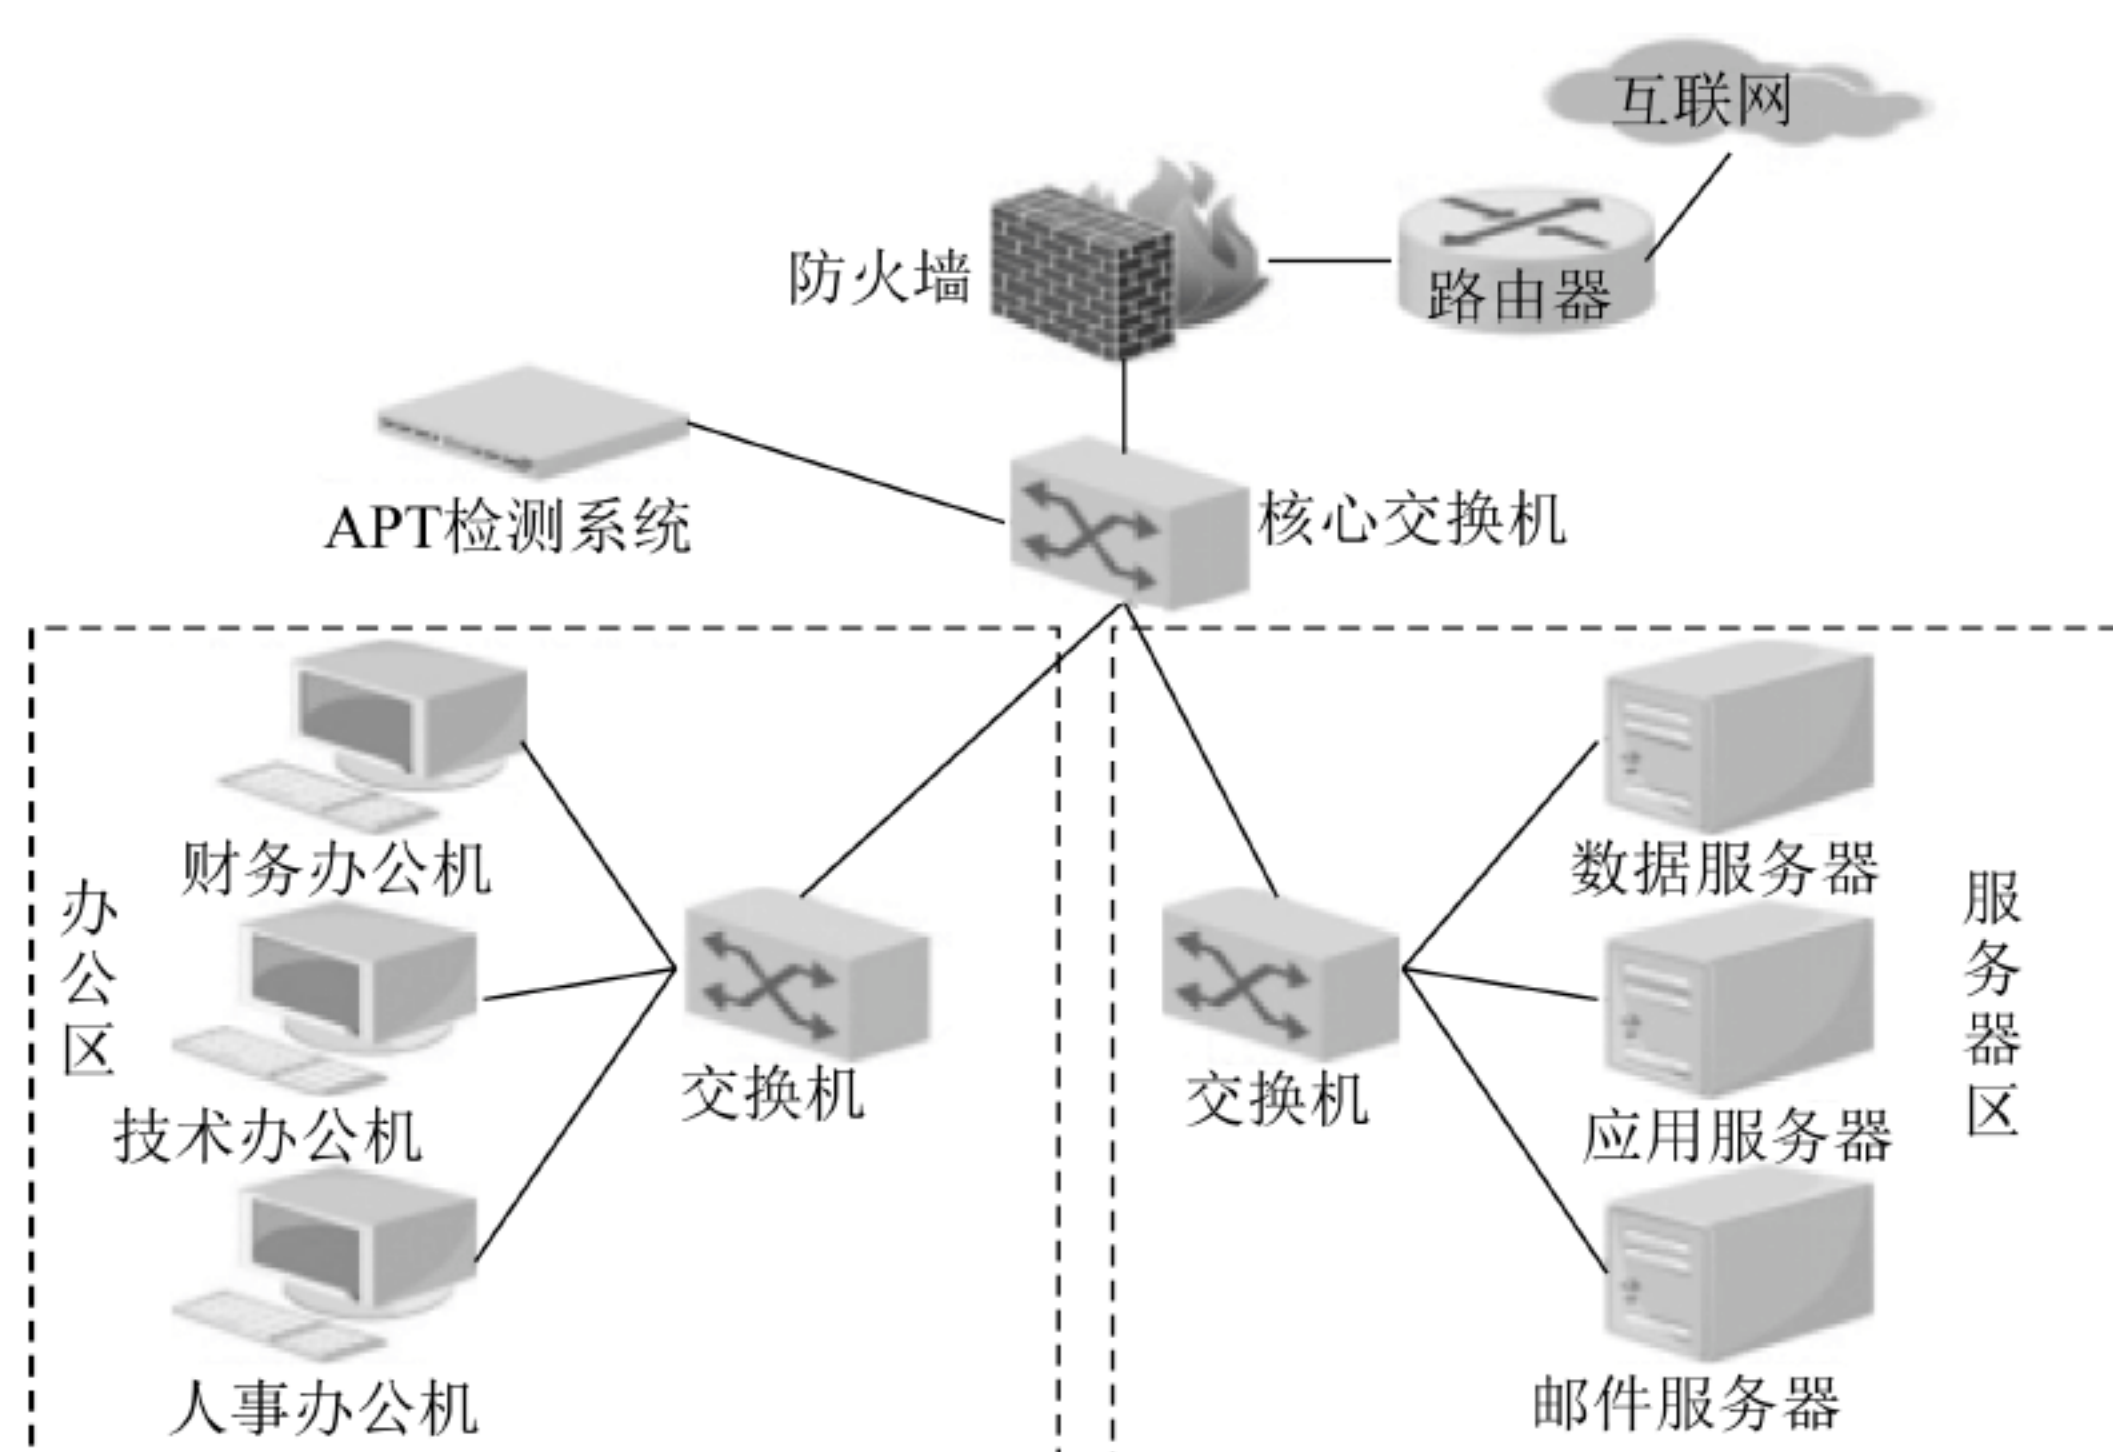 互联网
防火墙
路由器
APT检测系统
核心交换机
财务办公机
数据服务器
办公区
服务器区
交换机
交换机
技术办公机
应用服务器
人事办公机
邮件服务器